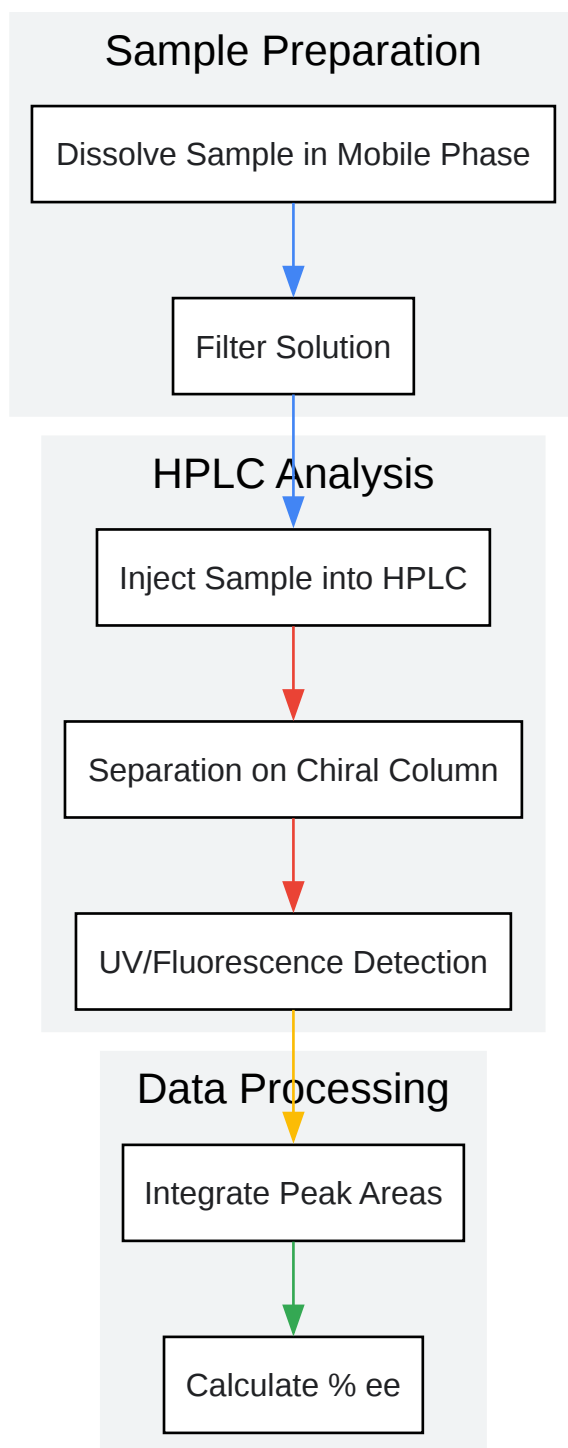 Sample Preparation
Dissolve Sample in Mobile Phase
Filter Solution
HPLC Analysis
Inject Sample into HPLC
Separation on Chiral Column
UV/Fluorescence Detection
Data Processing
Integrate Peak Areas
Calculate % ee